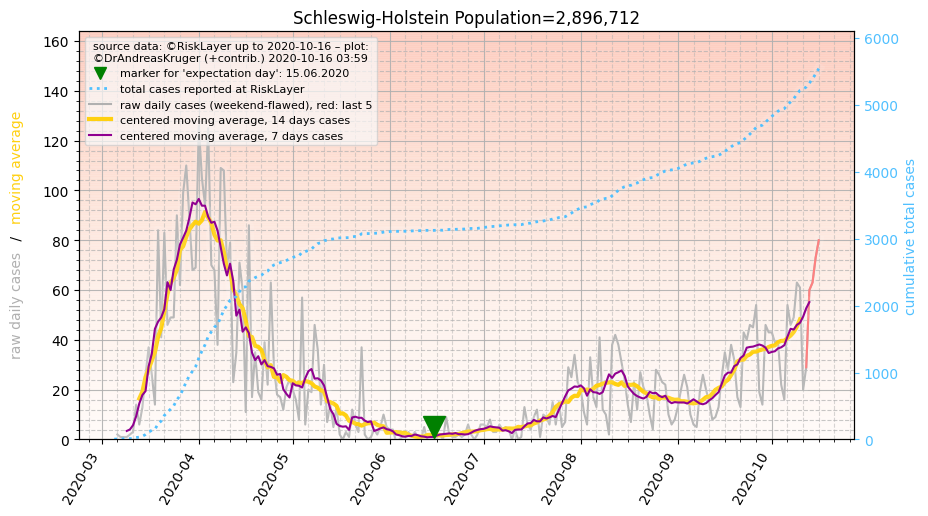 Schleswig-Holstein Population=2,896,712
source data: ©RiskLayer up to 2020-10-16 – plot:
©DrAndreasKruger (+contrib.) 2020-10-16 03:59
marker for 'expectation day': 15.06.2020
total cases reported at RiskLayer
raw daily cases (weekend-flawed), red: last 5
centered moving average, 14 days cases
centered moving average, 7 days cases
raw daily cases / moving average
160
140
120
100
80
60
40
20
0
6000
5000
4000
3000
2000
1000
0
cumulative total cases
2020-03
2020-04
2020-05
2020-06
2020-07
2020-08
2020-09
2020-10